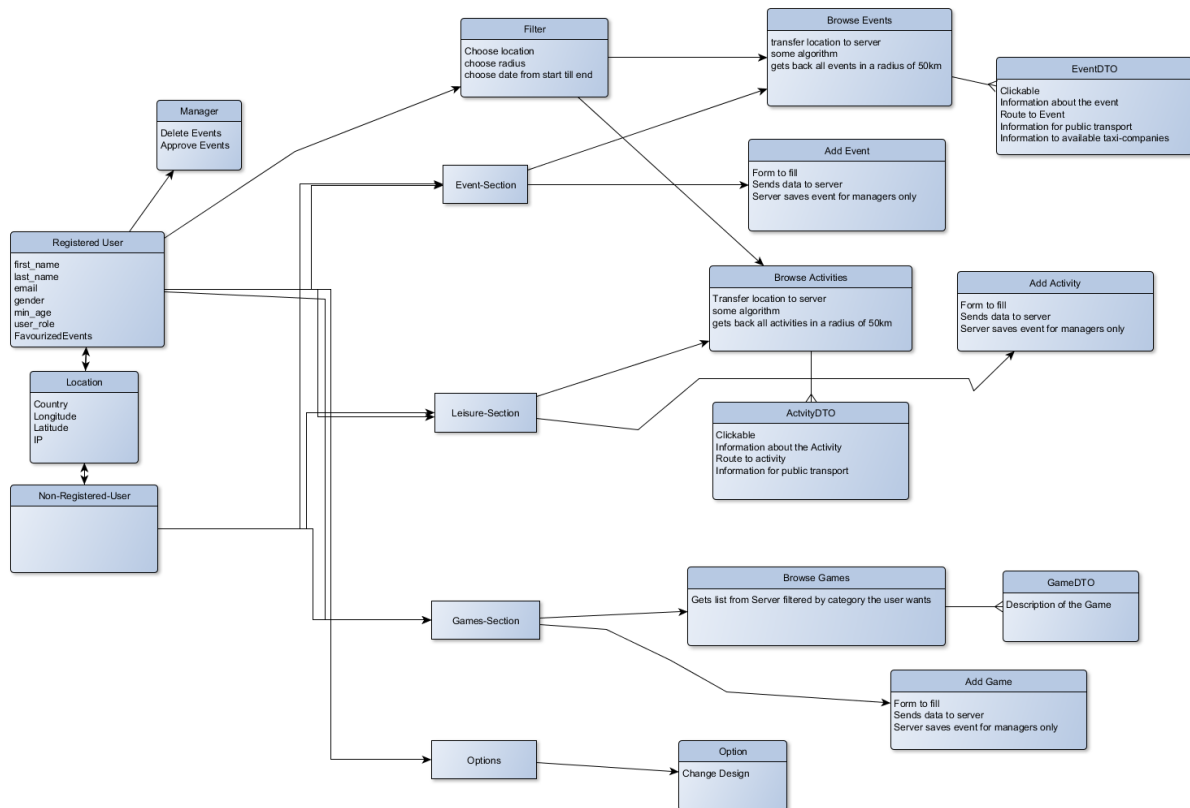 Filter
Choose location
choose radius
choose date from start till end
Browse Events
transfer location to server
some algorithm
gets back all events in a radius of 50km
EventDTO
Clickable
Information about the event
Route to Event
Information for public transport
Information to available taxi-companies
Manager
Delete Events
Approve Events
Event-Section
Add Event
Form to fill
Sends data to server
Server saves event for managers only
Registered User
first_name
last_name
email
gender
min_age
user_role
FavourizedEvents
Browse Activities
Transfer location to server
some algorithm
gets back all activities in a radius of 50km
Add Activity
Form to fill
Sends data to server
Server saves event for managers only
Location
Country
Longitude
Latitude
IP
Leisure-Section
ActvityDTO
Clickable
Information about the Activity
Route to activity
Information for public transport
Non-Registered-User
Games-Section
Browse Games
Gets list from Server filtered by category the user wants
GameDTO
Description of the Game
Add Game
Form to fill
Sends data to server
Server saves event for managers only
Options
Option
Change Design